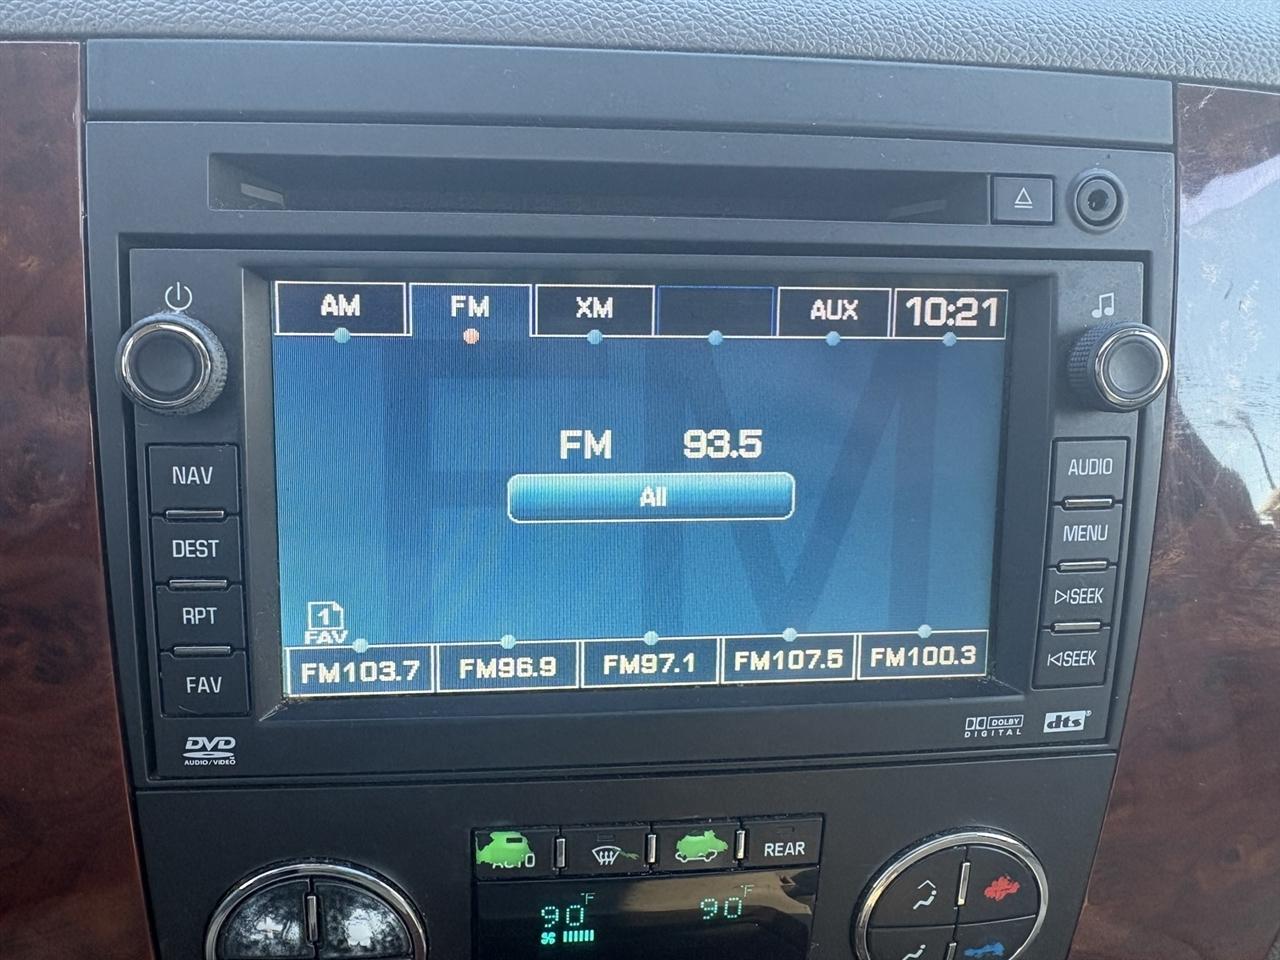 AM FM XM AUX 10:21
FM 93.5
All
1
FAV
FM103.7 FM96.9 FM97.1 FM107.5 FM100.3
NAV
DEST
RPT
FAV
AUDIO
MENU
SEEK
SEEK
DVD
AUDIO/VIDEO
DOLBY
DIGITAL
dts®
AUTO
REAR
90°F 90°F